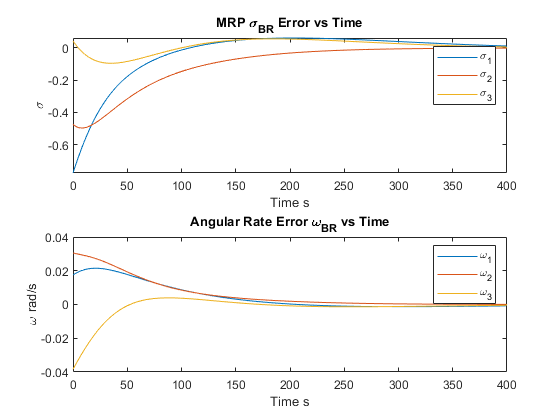 MRP σBR Error vs Time
0
-0.2
-0.4
-0.6
σ
σ1
σ2
σ3
0 50 100 150 200 250 300 350 400
Time s
Angular Rate Error ωBR vs Time
0.04
0.02
0
-0.02
-0.04
ω rad/s
ω1
ω2
ω3
0 50 100 150 200 250 300 350 400
Time s